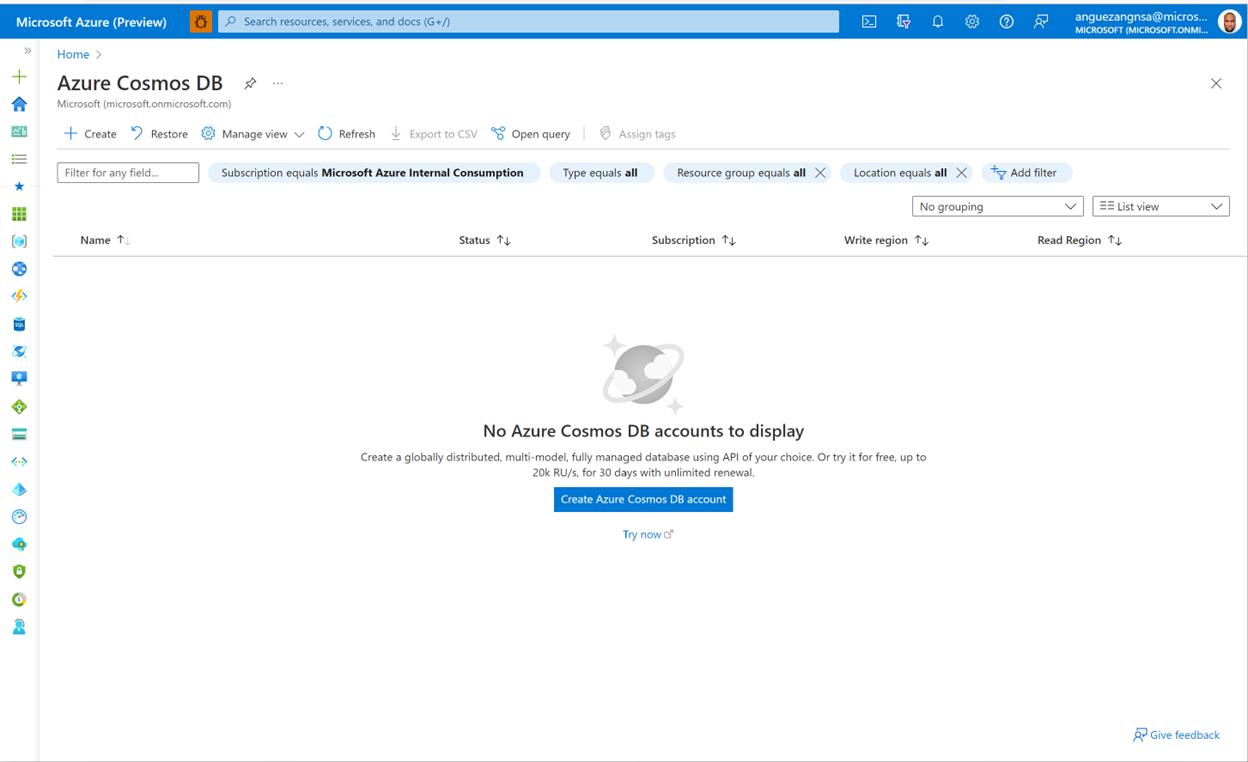 Microsoft Azure (Preview)
Search resources, services, and docs (G+/)
anguezangnsa@micros...
MICROSOFT (MICROSOFT.ONMI...
Home
Azure Cosmos DB
Microsoft (microsoft.onmicrosoft.com)
Create Restore Manage view Refresh Export to CSV Open query Assign tags
Filter for any field... Subscription equals Microsoft Azure Internal Consumption Type equals all Resource group equals all Location equals all Add filter
No grouping List view
Name Status Subscription Write region Read Region
SQL
No Azure Cosmos DB accounts to display
Create a globally distributed, multi-model, fully managed database using API of your choice. Or try it for free, up to
20k RU/s, for 30 days with unlimited renewal.
Create Azure Cosmos DB account
Try now
Give feedback